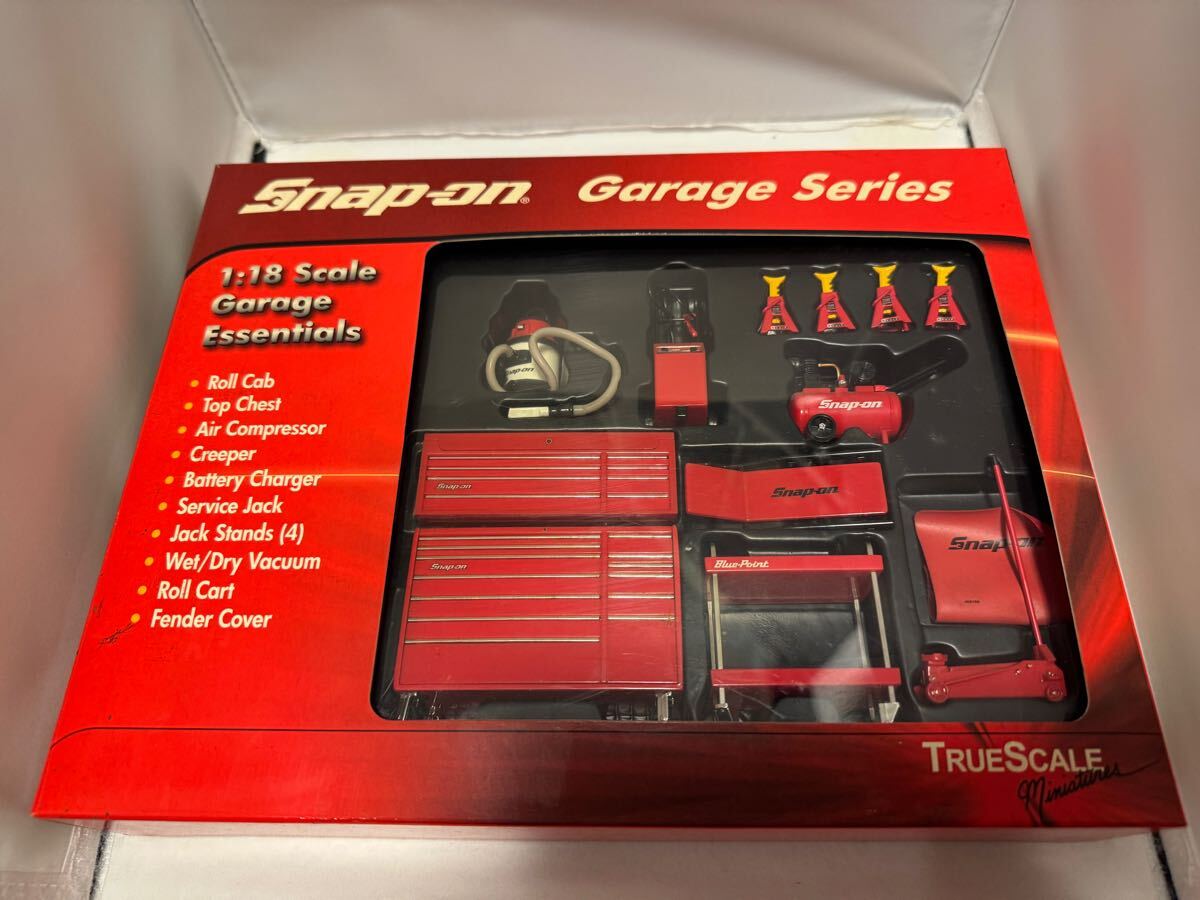 Snap-on® Garage Series
1:18 Scale
Garage
Essentials
• Roll Cab
• Top Chest
• Air Compressor
• Creeper
• Battery Charger
• Service Jack
• Jack Stands (4)
• Wet/Dry Vacuum
• Roll Cart
• Fender Cover
Snap-on
Snap-on
Snap-on
Snap-on
Snap-on
Snap-on
Blue-Point
TRUESCALE
Miniatures